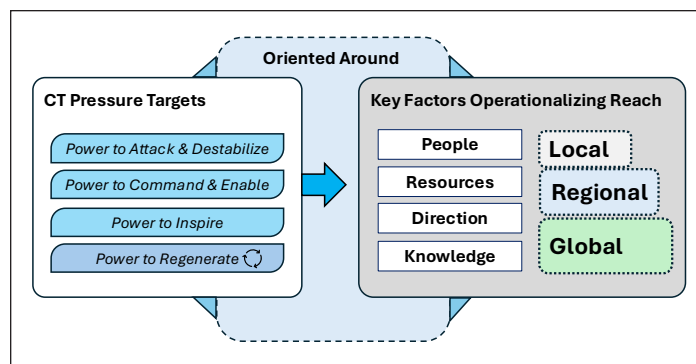 Oriented Around
CT Pressure Targets
Power to Attack & Destabilize
Power to Command & Enable
Power to Inspire
Power to Regenerate
Key Factors Operationalizing Reach
People
Resources
Direction
Knowledge
Local
Regional
Global